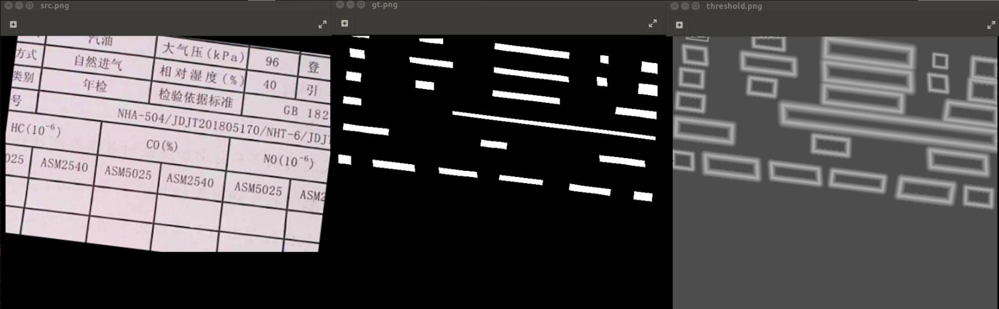 src.png
gt.png
threshold.png
汽油
大气压(kPa)
96
登
方式
自然进气
相对湿度(%)
40
引
类别
年检
检验依据标准
GB 182
号
NHA-504/JDJT201805170/NHT-6/JDJT
HC(10⁻⁶)
CO(%)
NO(10⁻⁶)
025
ASM2540
ASM5025
ASM2540
ASM5025
ASM2